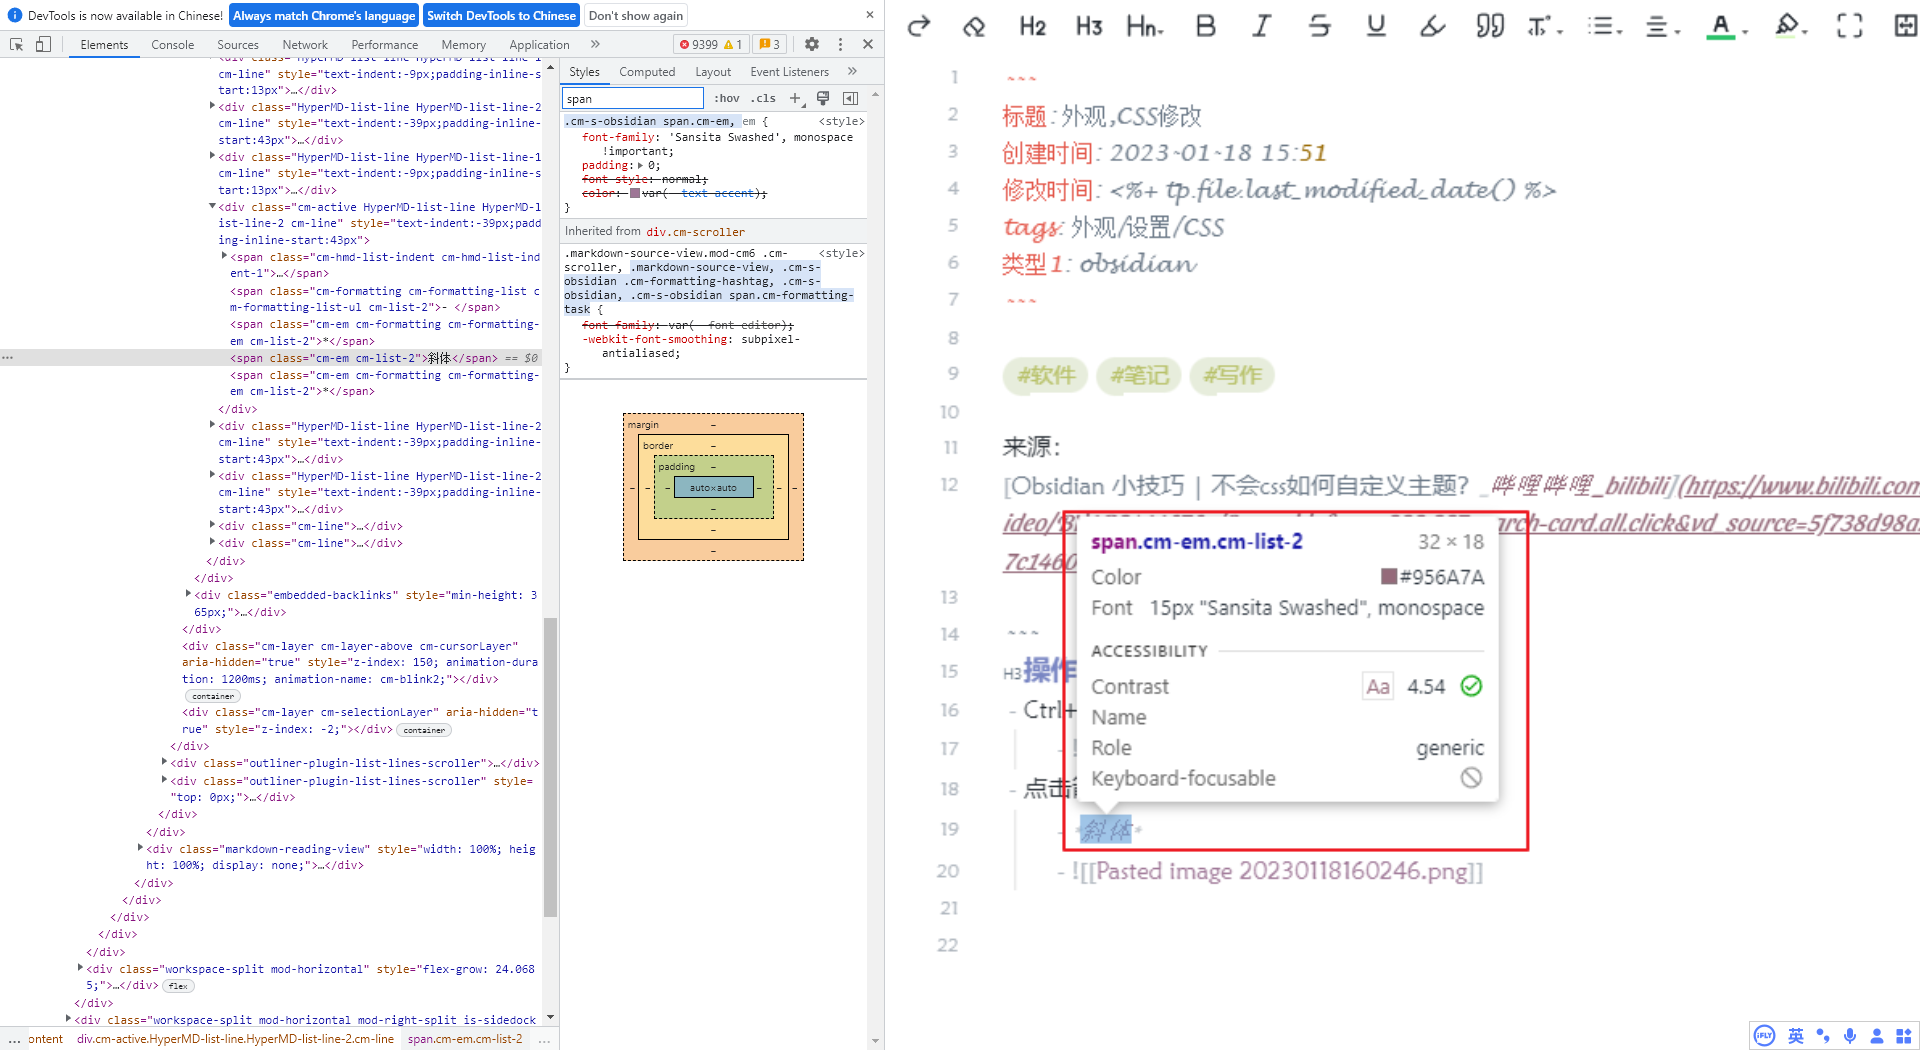 DevTools is now available in Chinese! Always match Chrome's language Switch DevTools to Chinese Don't show again
Elements Console Sources Network Performance Memory Application 9399 1 3
cm-line" style="text-indent:-9px;padding-inline-s
tart:13px">…</div>
<div class="HyperMD-list-line HyperMD-list-line-2
cm-line" style="text-indent:-39px;padding-inline-
start:43px">…</div>
<div class="HyperMD-list-line HyperMD-list-line-1
cm-line" style="text-indent:-9px;padding-inline-s
tart:13px">…</div>
<div class="cm-active HyperMD-list-line HyperMD-l
ist-line-2 cm-line" style="text-indent:-39px;padd
ing-inline-start:43px">
<span class="cm-hmd-list-indent cm-hmd-list-ind
ent-1">…</span>
<span class="cm-formatting cm-formatting-list c
m-formatting-list-ul cm-list-2">- </span>
<span class="cm-em cm-formatting cm-formatting-
em cm-list-2">*</span>
<span class="cm-em cm-list-2">斜体</span> == $0
<span class="cm-em cm-formatting cm-formatting-
em cm-list-2">*</span>
</div>
<div class="HyperMD-list-line HyperMD-list-line-2
cm-line" style="text-indent:-39px;padding-inline-
start:43px">…</div>
<div class="HyperMD-list-line HyperMD-list-line-2
cm-line" style="text-indent:-39px;padding-inline-
start:43px">…</div>
<div class="cm-line">…</div>
<div class="cm-line">…</div>
</div>
</div>
<div class="embedded-backlinks" style="min-height: 3
65px;">…</div>
</div>
<div class="cm-layer cm-layer-above cm-cursorLayer"
aria-hidden="true" style="z-index: 150; animation-dura
tion: 1200ms; animation-name: cm-blink2;"></div>
container
<div class="cm-layer cm-selectionLayer" aria-hidden="t
rue" style="z-index: -2;"></div> container
</div>
<div class="outliner-plugin-list-lines-scroller">…</div>
<div class="outliner-plugin-list-lines-scroller" style=
"top: 0px;">…</div>
</div>
</div>
<div class="markdown-reading-view" style="width: 100%; hei
ght: 100%; display: none;">…</div>
</div>
</div>
</div>
</div>
</div>
<div class="workspace-split mod-horizontal" style="flex-grow: 24.068
5;">…</div> flex
</div>
<div class="workspace-split mod-horizontal mod-right-split is-sidedock
… ontent div.cm-active.HyperMD-list-line.HyperMD-list-line-2.cm-line span.cm-em.cm-list-2 …
Styles Computed Layout Event Listeners
span :hov .cls
.cm-s-obsidian span.cm-em, em { <style>
font-family: 'Sansita Swashed', monospace
!important;
padding: 0;
font-style: normal;
color: var(--text-accent);
}
Inherited from div.cm-scroller
.markdown-source-view.mod-cm6 .cm- <style>
scroller, .markdown-source-view, .cm-s-
obsidian .cm-formatting-hashtag, .cm-s-
obsidian, .cm-s-obsidian span.cm-formatting-
task {
font-family: var(--font-editor);
-webkit-font-smoothing: subpixel-
antialiased;
}
margin –
border –
padding –
– – – auto×auto – – –
–
–
–
H2 H3 Hn B I S U A
1 ~~~
2 标题 : 外观,CSS修改
3 创建时间: 2023-01-18 15:51
4 修改时间: <%+ tp.file.last_modified_date() %>
5 tags: 外观/设置/CSS
6 类型1: obsidian
7 ~~~
8
9 #软件 #笔记 #写作
10
11 来源:
12 [Obsidian 小技巧 | 不会css如何自定义主题? _哔哩哔哩_bilibili](https://www.bilibili.com
arch-card.all.click&vd_source=5f738d98a
7c1460
13
14 ~~~
15 H3操作
16 - Ctrl+
17 - !
18 - 点击
19 - *斜体*
20 - ![[Pasted image 20230118160246.png]]
21
22
span.cm-em.cm-list-2 32 × 18
Color #956A7A
Font 15px "Sansita Swashed", monospace
ACCESSIBILITY
Contrast Aa 4.54
Name
Role generic
Keyboard-focusable
iFLY 英